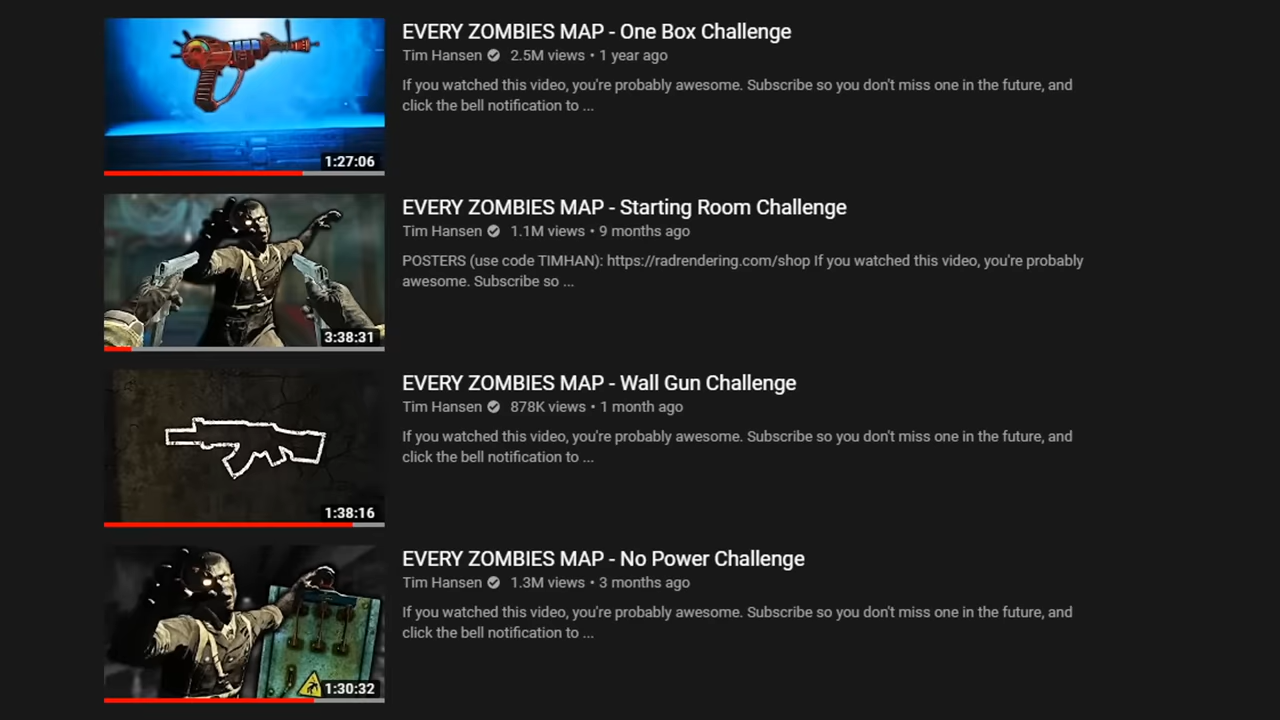 EVERY ZOMBIES MAP - One Box Challenge
Tim Hansen 2.5M views • 1 year ago
If you watched this video, you're probably awesome. Subscribe so you don't miss one in the future, and
click the bell notification to ...
1:27:06
EVERY ZOMBIES MAP - Starting Room Challenge
Tim Hansen 1.1M views • 9 months ago
POSTERS (use code TIMHAN): https://radrendering.com/shop If you watched this video, you're probably
awesome. Subscribe so ...
3:38:31
EVERY ZOMBIES MAP - Wall Gun Challenge
Tim Hansen 878K views • 1 month ago
If you watched this video, you're probably awesome. Subscribe so you don't miss one in the future, and
click the bell notification to ...
1:38:16
EVERY ZOMBIES MAP - No Power Challenge
Tim Hansen 1.3M views • 3 months ago
If you watched this video, you're probably awesome. Subscribe so you don't miss one in the future, and
click the bell notification to ...
1:30:32